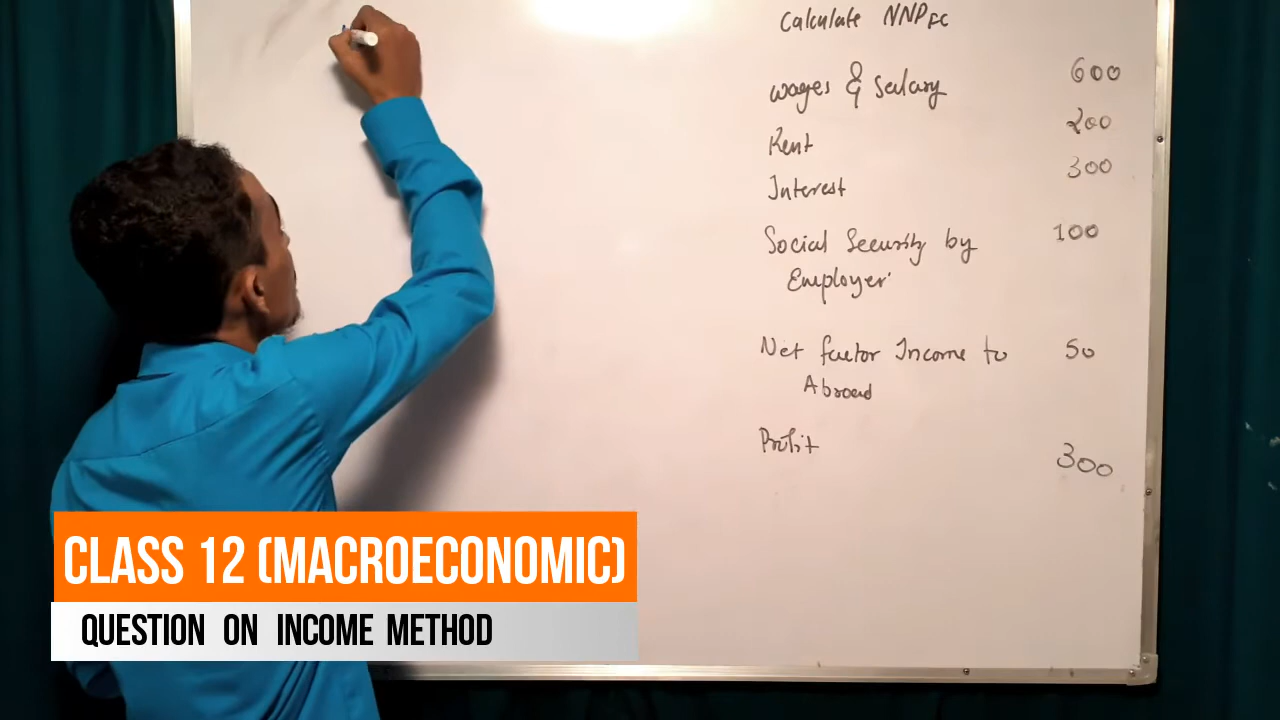 Calculate NNPFC
Wages & Salary 600
Rent 200
Interest 300
Social Security by 100
Employer
Net factor Income to 50
Abroad
Profit 300
CLASS 12 (MACROECONOMIC)
QUESTION ON INCOME METHOD